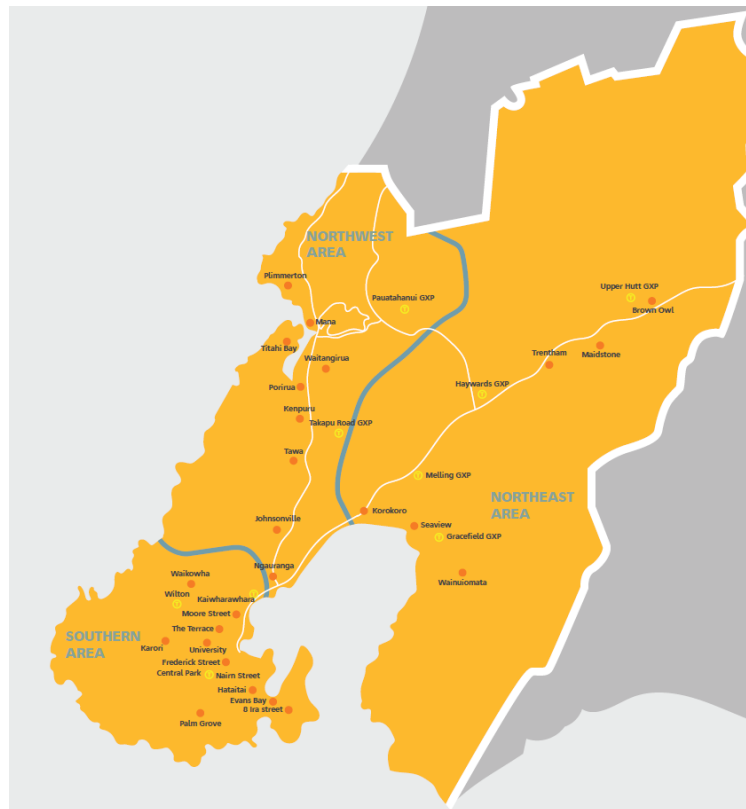 NORTHWEST
AREA
Plimmerton
Upper Hutt GXP
Pauatahanui GXP
Brown Owl
Mana
Titahi Bay
Waitangirua
Trentham
Maidstone
Porirua
Haywards GXP
Kenpuru
Takapu Road GXP
Tawa
Melling GXP
NORTHEAST
AREA
Korokoro
Johnsonville
Seaview
Gracefield GXP
Ngauranga
Waikowha
Wainuiomata
Wilton
Kaiwharawhara
Moore Street
The Terrace
SOUTHERN
AREA
Karori
University
Frederick Street
Central Park
Nairn Street
Hataitai
Evans Bay
8 Ira street
Palm Grove